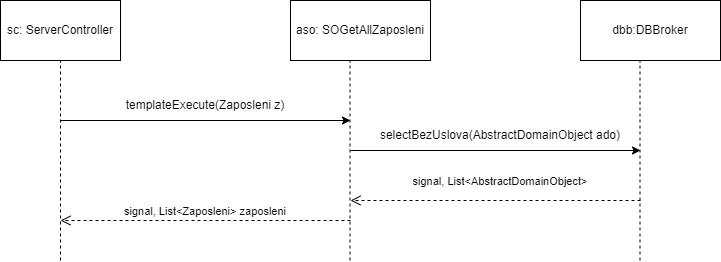 sc: ServerController
aso: SOGetAllZaposleni
dbb:DBBroker
templateExecute(Zaposleni z)
selectBezUslova(AbstractDomainObject ado)
signal, List<AbstractDomainObject>
signal, List<Zaposleni> zaposleni